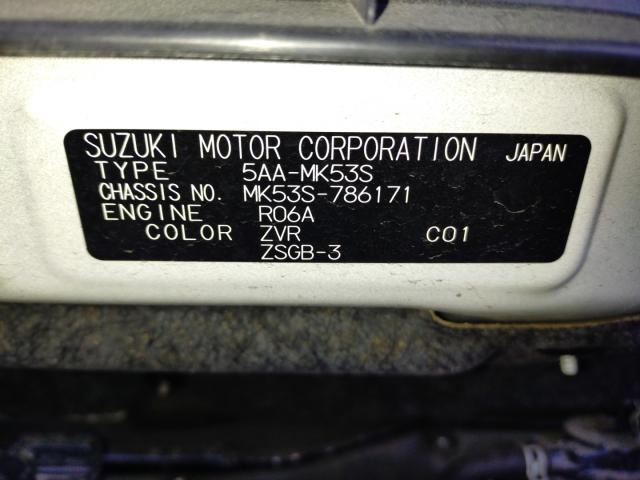 SUZUKI MOTOR CORPORATION JAPAN
TYPE 5AA-MK53S
CHASSIS NO. MK53S-786171
ENGINE R06A
COLOR ZVR C01
ZSGB-3